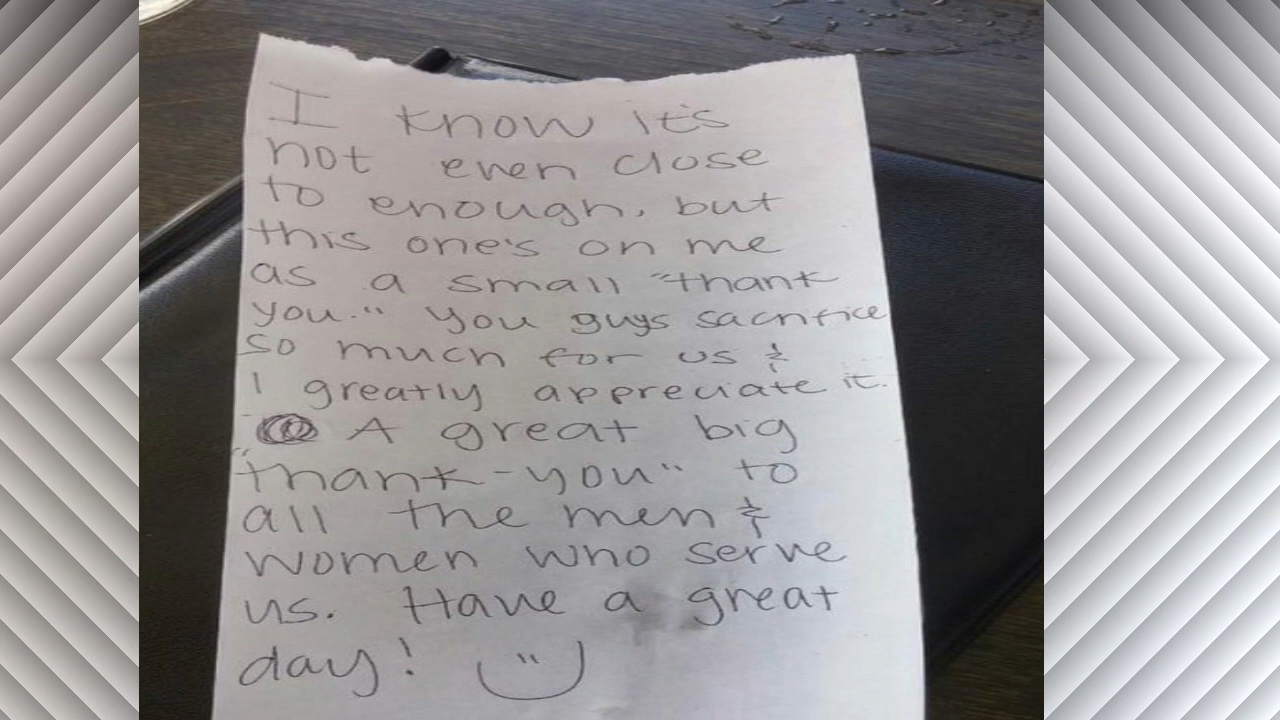 I know it's
not even close
to enough, but
this one's on me
as a small "thank
you." You guys sacrifice
so much for us &
I greatly appreciate it.
A great big
"thank-you" to
all the men &
women who serve
us. Have a great
day!